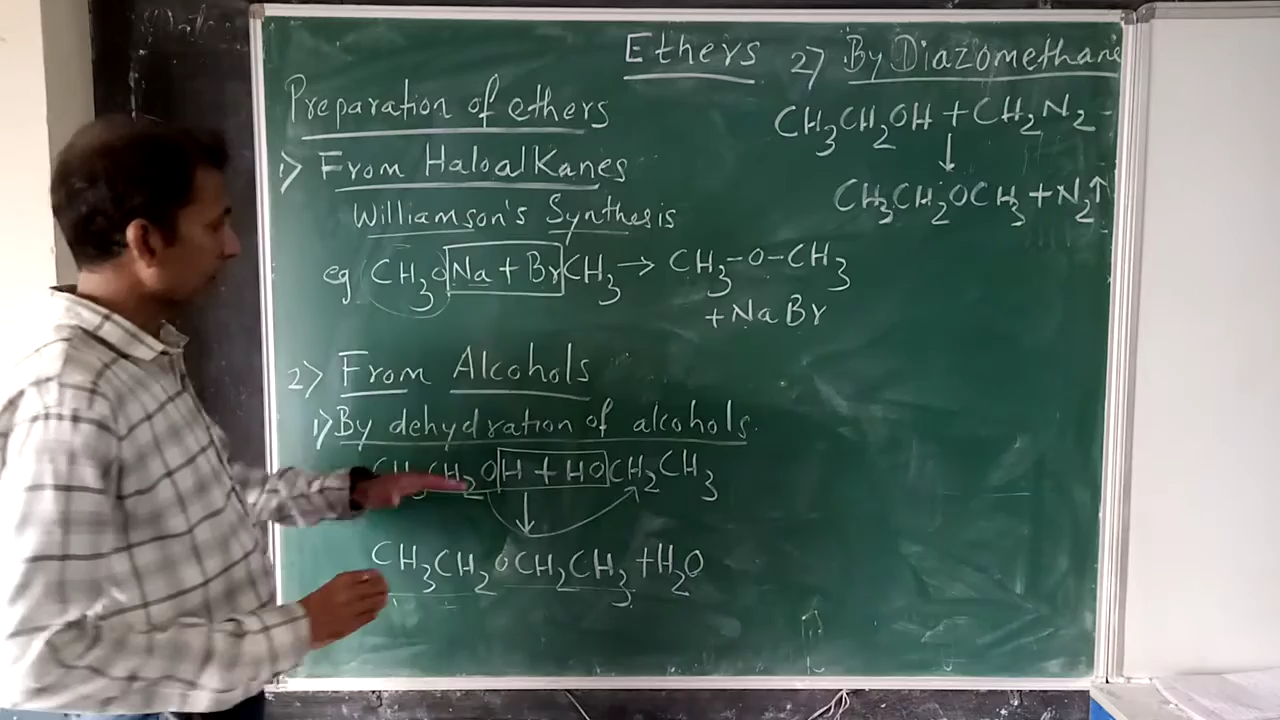 Ethers
Preparation of ethers
1) From Haloalkanes
Williamson's Synthesis
eg CH3ONa + BrCH3 → CH3-O-CH3
+ NaBr
2) From Alcohols
1) By dehydration of alcohols.
CH3CH2OH + HOCH2CH3
↓
CH3CH2OCH2CH3 + H2O
2) By Diazomethane
CH3CH2OH + CH2N2
↓
CH3CH2OCH3 + N2↑